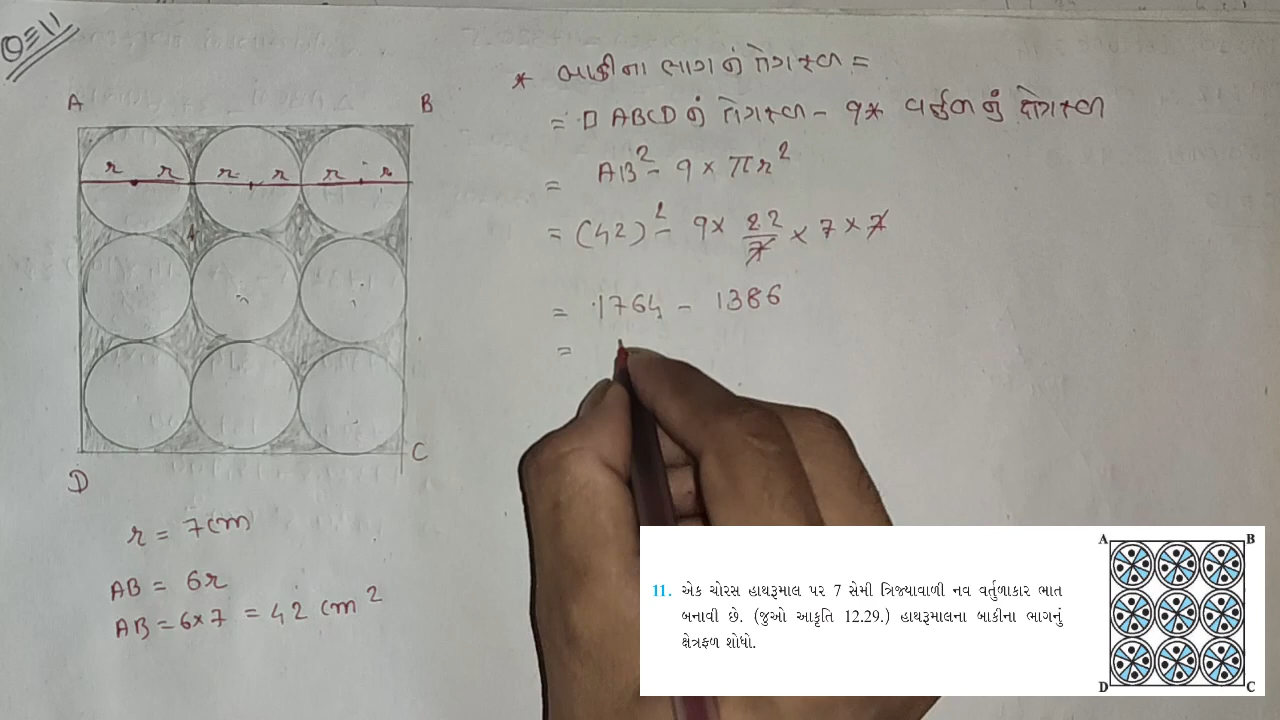 Q≡11
A B
r r r r r r
D C
r = 7cm
AB = 6r
AB = 6×7 = 42 cm²
* બાકીના ભાગનું ક્ષેત્રફળ =
= □ ABCD નું ક્ષેત્રફળ - 9* વર્તુળનું ક્ષેત્રફળ
= AB² - 9 × πr²
= (42)² - 9× 22/7 × 7 × 7
= 1764 - 1386
=
11. એક ચોરસ હાથરૂમાલ પર 7 સેમી ત્રિજ્યાવાળી નવ વર્તુળાકાર ભાત
બનાવી છે. (જુઓ આકૃતિ 12.29.) હાથરૂમાલના બાકીના ભાગનું
ક્ષેત્રફળ શોધો.
A B
D C